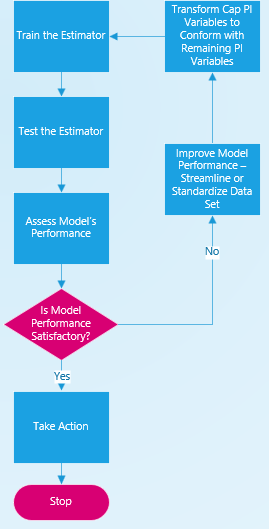 Train the Estimator
Transform Cap PI
Variables to
Conform with
Remaining PI
Variables
Test the Estimator
Improve Model
Performance –
Streamline or
Standardize Data
Set
Assess Model's
Performance
No
Is Model
Performance
Satisfactory?
Yes
Take Action
Stop